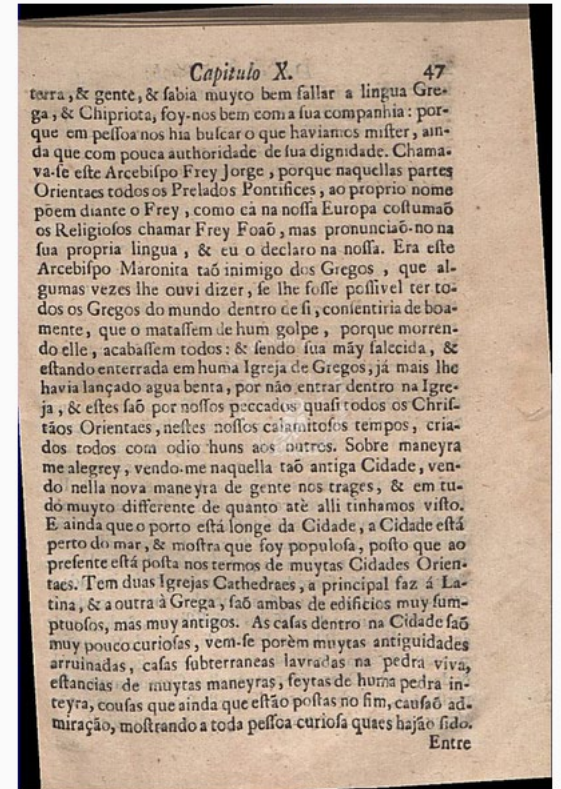 Capitulo X. 47
terra, & gente, & sabia muyto bem fallar a lingua Gre-
ga, & Chipriota, foy-nos bem com a sua companhia: por-
que em peſſoa nos hia buſcar o que haviamos miſter, ain-
da que com pouca authoridade de ſua dignidade. Chama-
va-ſe eſte Arcebiſpo Frey Jorge, porque naquellas partes
Orientaes todos os Prelados Pontifices, ao proprio nome
põem diante o Frey, como cá na noſſa Europa coſtumaõ
os Religioſos chamar Frey Foaõ, mas pronunciaõ-no na
ſua propria lingua, & eu o declaro na noſſa. Era eſte
Arcebiſpo Maronita taõ inimigo dos Gregos, que al-
gumas vezes lhe ouvi dizer, ſe lhe foſſe poſſivel ter to-
dos os Gregos do mundo dentro de ſi, conſentiria de boa-
mente, que o mataſſem de hum golpe, porque morren-
do elle, acabaſſem todos: & ſendo ſua mãy falecida, &
eſtando enterrada em huma Igreja de Gregos, já mais lhe
havia lançado agua benta, por não entrar dentro na Igre-
ja, & eſtes ſaõ por noſſos peccados quaſi todos os Chriſ-
tãos Orientaes, neſtes noſſos calamitoſos tempos, cria-
dos todos com odio huns aos outros. Sobre maneyra
me alegrey, vendo-me naquella taõ antiga Cidade, ven-
do nella nova maneyra de gente nos trages, & em tu-
do muyto differente de quanto atè alli tinhamos viſto.
E ainda que o porto eſtá longe da Cidade, a Cidade eſtá
perto do mar, & moſtra que foy populoſa, poſto que ao
preſente eſtá poſta nos termos de muytas Cidades Orien-
taes. Tem duas Igrejas Cathedraes, a principal faz á La-
tina, & a outra à Grega, ſaõ ambas de edificios muy ſum-
ptuoſos, mas muy antigos. As caſas dentro na Cidade ſaõ
muy pouco curioſas, vem-ſe porèm muytas antiguidades
arruinadas, caſas ſubterraneas lavradas na pedra viva,
eſtancias de muytas maneyras, feytas de huma pedra in-
teyra, couſas que ainda que eſtão poſtas no fim, cauſaõ ad-
miração, moſtrando a toda peſſoa curioſa quaes hajão ſido.
Entre